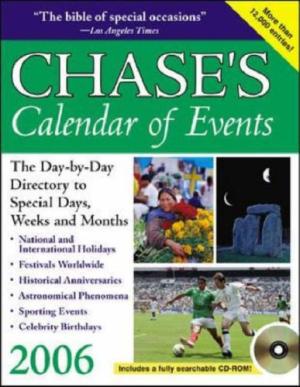 "The bible of special occasions"
—Los Angeles Times
More than
12,000 entries!
CHASE'S
Calendar of Events
The Day-by-Day
Directory to
Special Days,
Weeks and Months
• National and
International Holidays
• Festivals Worldwide
• Historical Anniversaries
• Astronomical Phenomena
• Sporting Events
• Celebrity Birthdays
2006
Includes a fully searchable CD-ROM!